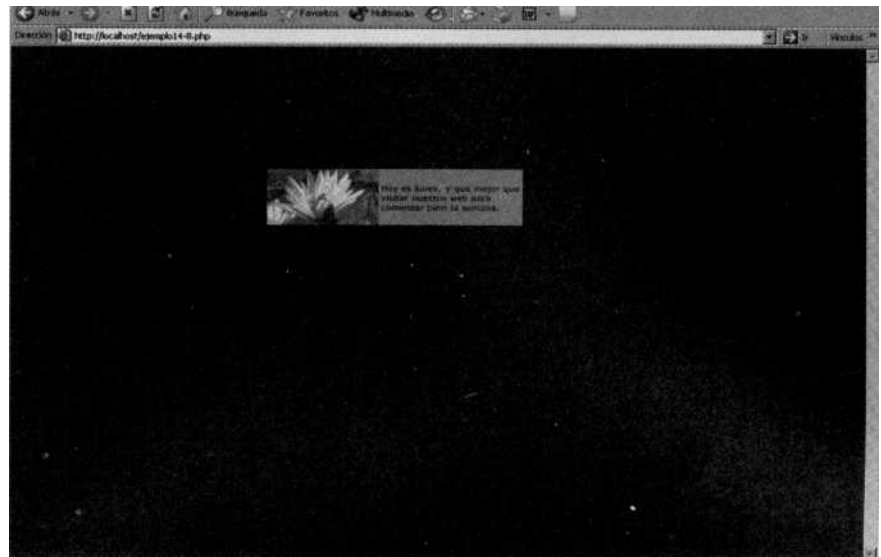 Atrás Búsqueda Favoritos Multimedia
Dirección http://localhost/ejemplo14-8.php Ir Vínculos »
Hoy es lunes, y que mejor que
visitar nuestra web para
comenzar bien la semana.